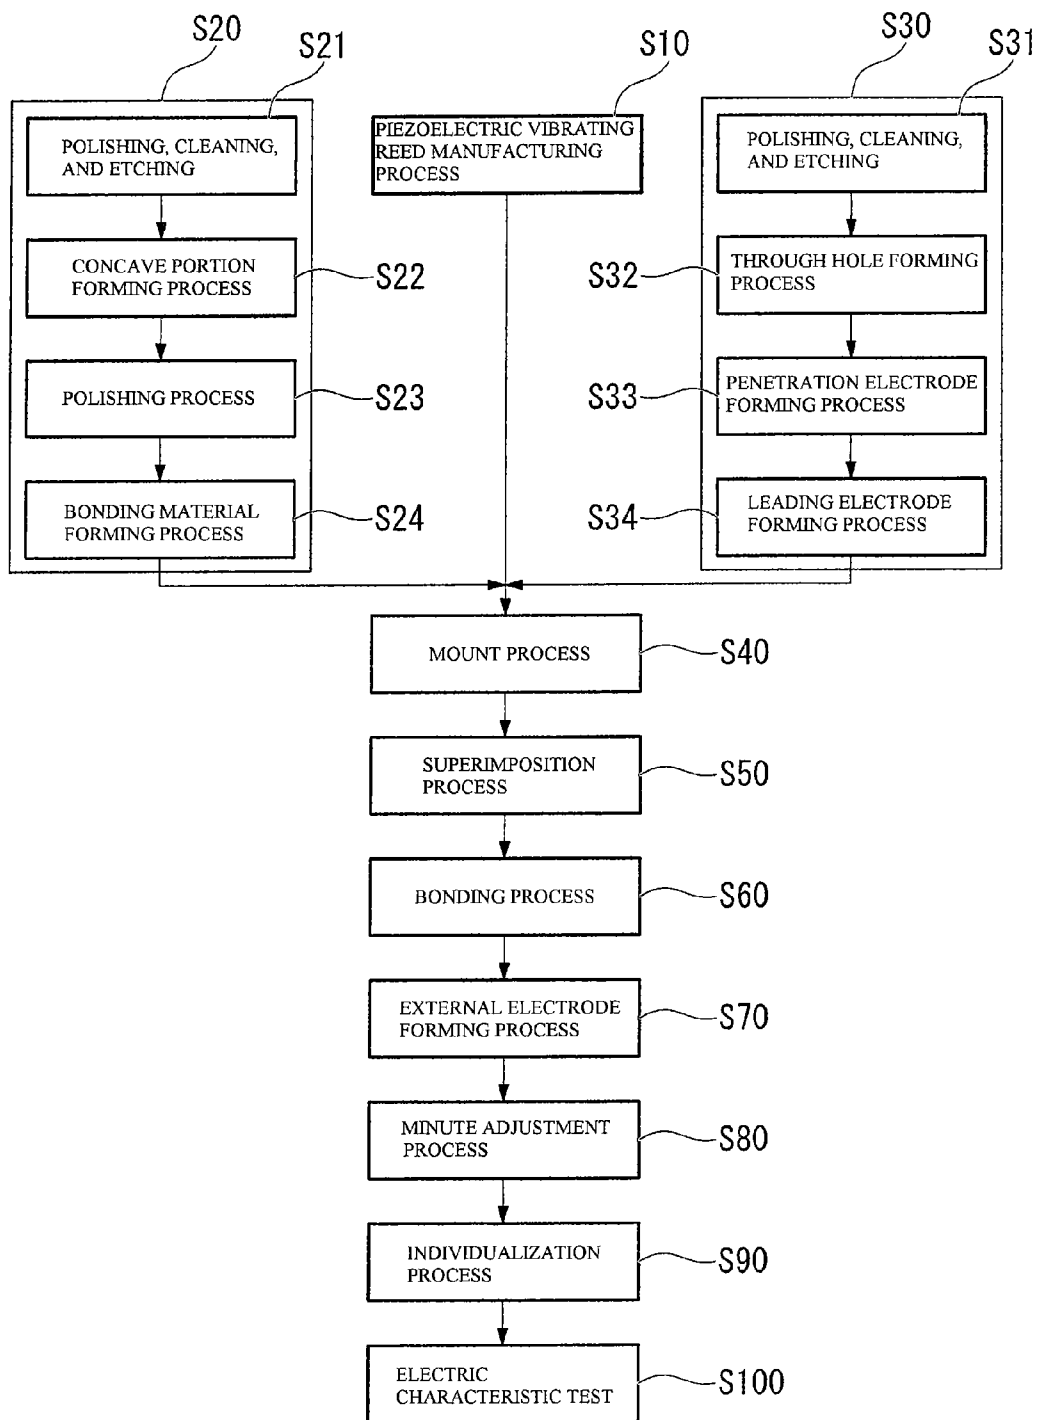 S20
S21
POLISHING, CLEANING,
AND ETCHING
CONCAVE PORTION
FORMING PROCESS
S22
POLISHING PROCESS
S23
BONDING MATERIAL
FORMING PROCESS
S24
S10
PIEZOELECTRIC VIBRATING
REED MANUFACTURING
PROCESS
S30
S31
POLISHING, CLEANING,
AND ETCHING
S32
THROUGH HOLE FORMING
PROCESS
S33
PENETRATION ELECTRODE
FORMING PROCESS
S34
LEADING ELECTRODE
FORMING PROCESS
MOUNT PROCESS
S40
SUPERIMPOSITION
PROCESS
S50
BONDING PROCESS
S60
EXTERNAL ELECTRODE
FORMING PROCESS
S70
MINUTE ADJUSTMENT
PROCESS
S80
INDIVIDUALIZATION
PROCESS
S90
ELECTRIC
CHARACTERISTIC TEST
S100